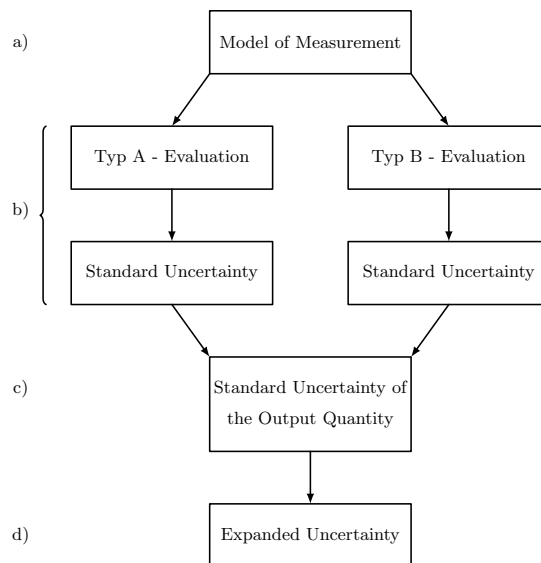 a)
Model of Measurement
b)
Typ A - Evaluation
Typ B - Evaluation
Standard Uncertainty
Standard Uncertainty
c)
Standard Uncertainty of
the Output Quantity
d)
Expanded Uncertainty